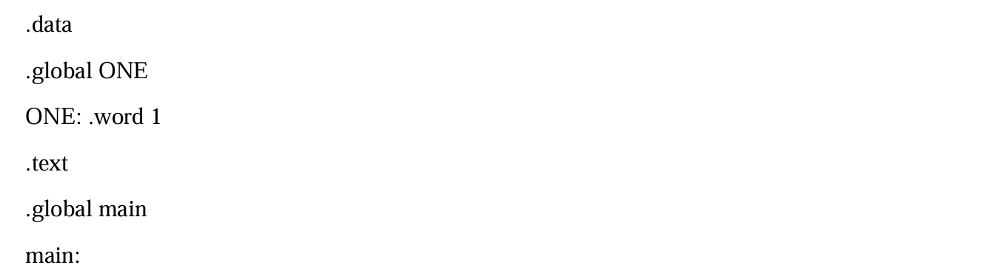 .data
.global ONE
ONE: .word 1
.text
.global main
main: